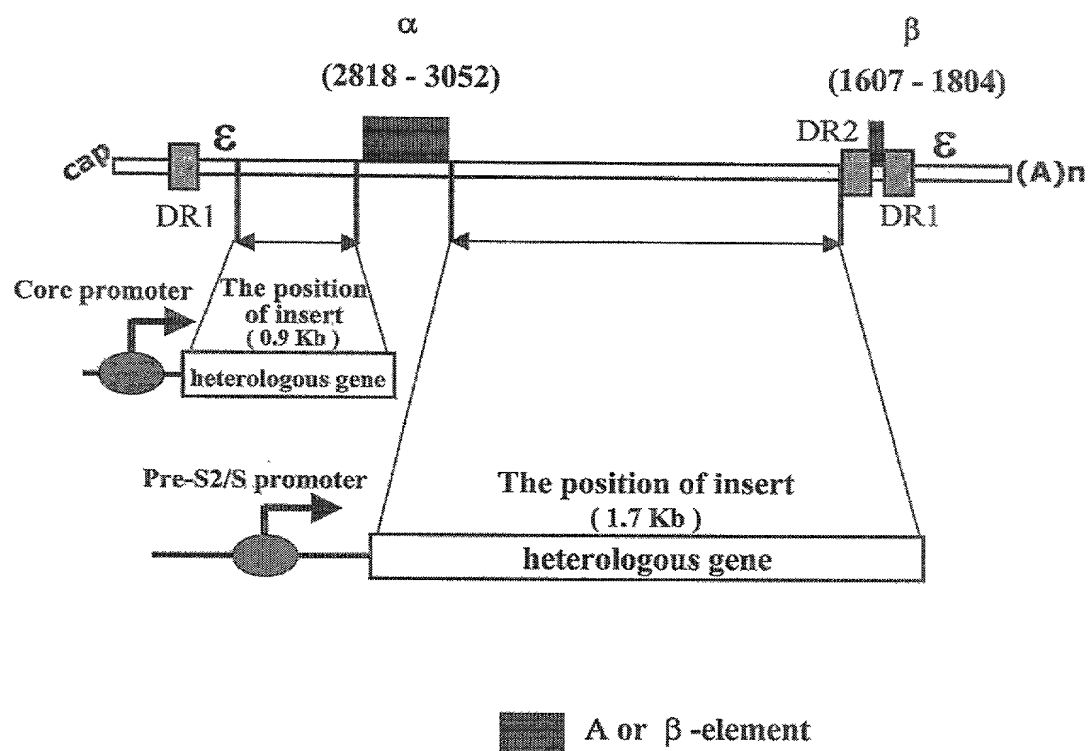 α
(2818 - 3052)
β
(1607 - 1804)
DR2
cap
ε
ε
(A)n
DR1
DR1
Core promoter
The position
of insert
( 0.9 Kb )
heterologous gene
Pre-S2/S promoter
The position of insert
( 1.7 Kb )
heterologous gene
A or β -element